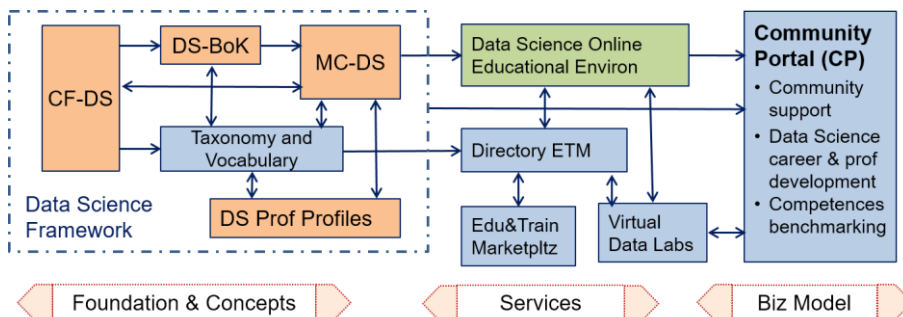 CF-DS
DS-BoK
MC-DS
Taxonomy and
Vocabulary
DS Prof Profiles
Data Science
Framework
Data Science Online
Educational Environ
Directory ETM
Edu&Train
Marketpltz
Virtual
Data Labs
Community
Portal (CP)
• Community
support
• Data Science
career & prof
development
• Competences
benchmarking
Foundation & Concepts
Services
Biz Model